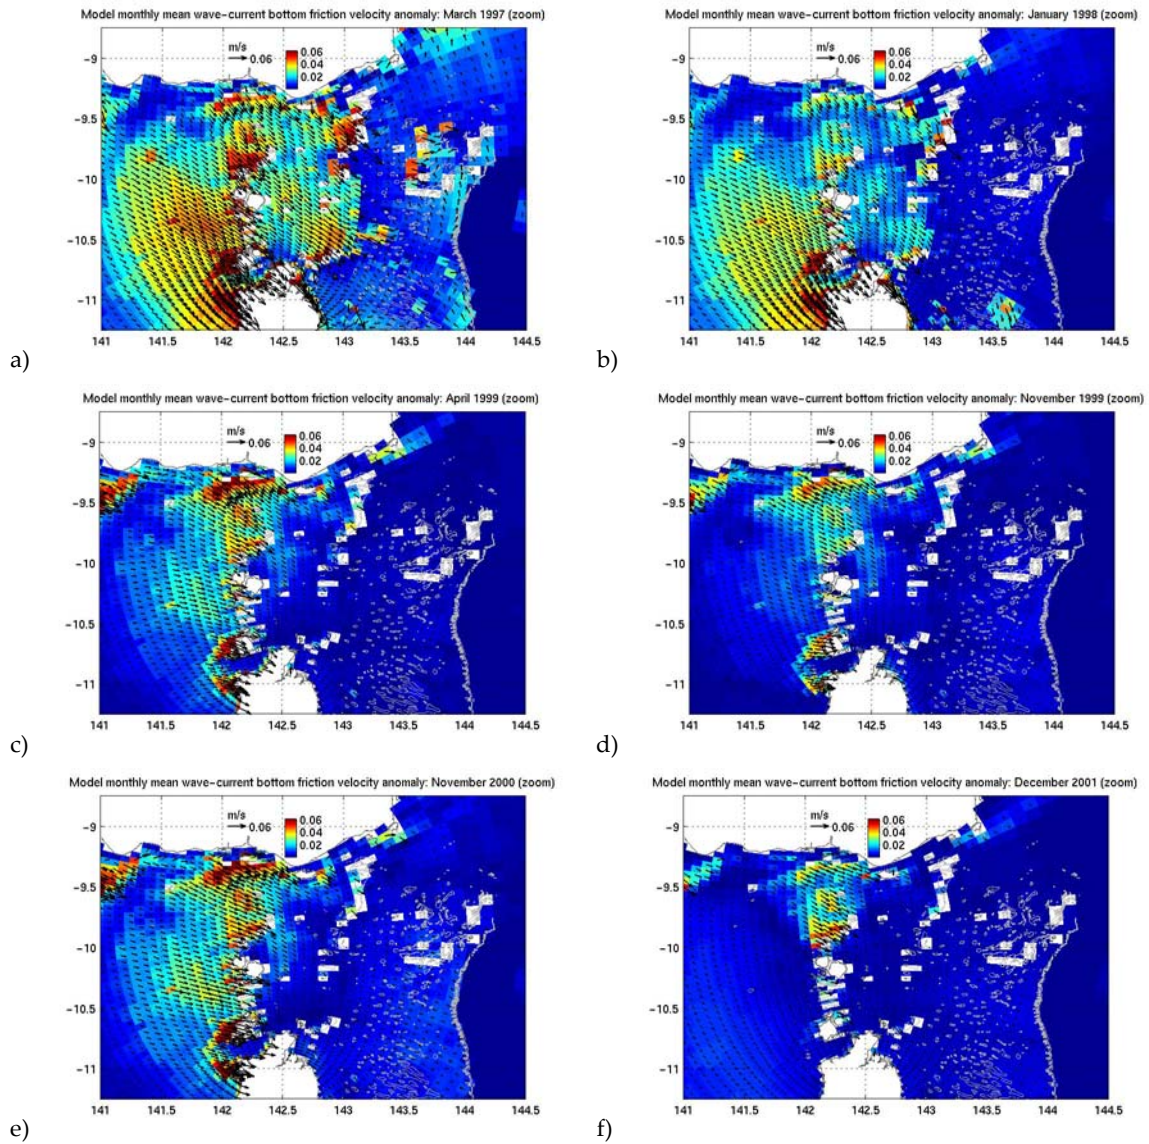 Model monthly mean wave-current bottom friction velocity anomaly: March 1997 (zoom)
m/s
0.06
0.06
0.04
0.02
-9
-9.5
-10
-10.5
-11
141 141.5 142 142.5 143 143.5 144 144.5
a)
Model monthly mean wave-current bottom friction velocity anomaly: January 1998 (zoom)
m/s
0.06
0.06
0.04
0.02
-9
-9.5
-10
-10.5
-11
141 141.5 142 142.5 143 143.5 144 144.5
b)
Model monthly mean wave-current bottom friction velocity anomaly: April 1999 (zoom)
m/s
0.06
0.06
0.04
0.02
-9
-9.5
-10
-10.5
-11
141 141.5 142 142.5 143 143.5 144 144.5
c)
Model monthly mean wave-current bottom friction velocity anomaly: November 1999 (zoom)
m/s
0.06
0.06
0.04
0.02
-9
-9.5
-10
-10.5
-11
141 141.5 142 142.5 143 143.5 144 144.5
d)
Model monthly mean wave-current bottom friction velocity anomaly: November 2000 (zoom)
m/s
0.06
0.06
0.04
0.02
-9
-9.5
-10
-10.5
-11
141 141.5 142 142.5 143 143.5 144 144.5
e)
Model monthly mean wave-current bottom friction velocity anomaly: December 2001 (zoom)
m/s
0.06
0.06
0.04
0.02
-9
-9.5
-10
-10.5
-11
141 141.5 142 142.5 143 143.5 144 144.5
f)